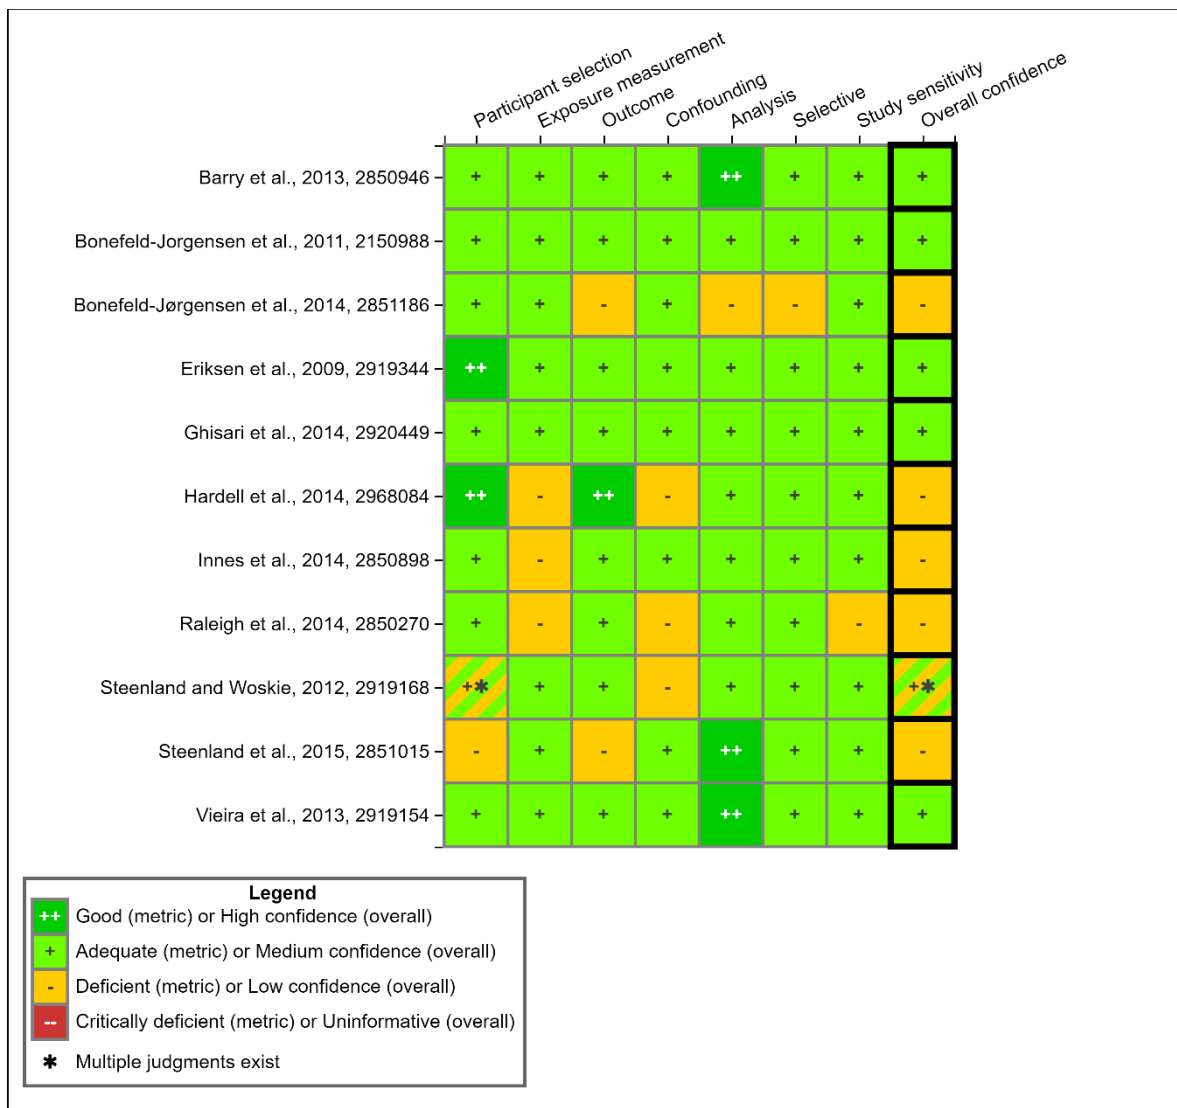 Participant selection
Exposure measurement
Outcome
Confounding
Analysis
Selective
Study sensitivity
Overall confidence
Barry et al., 2013, 2850946 + + + + ++ + + +
Bonefeld-Jorgensen et al., 2011, 2150988 + + + + + + + +
Bonefeld-Jørgensen et al., 2014, 2851186 + + - + - - + -
Eriksen et al., 2009, 2919344 ++ + + + + + + +
Ghisari et al., 2014, 2920449 + + + + + + + +
Hardell et al., 2014, 2968084 ++ - ++ - + + + -
Innes et al., 2014, 2850898 + - + + + + + -
Raleigh et al., 2014, 2850270 + - + - + + - -
Steenland and Woskie, 2012, 2919168 +✱ + + - + + + +✱
Steenland et al., 2015, 2851015 - + - + ++ + + -
Vieira et al., 2013, 2919154 + + + + ++ + + +
Legend
++ Good (metric) or High confidence (overall)
+ Adequate (metric) or Medium confidence (overall)
- Deficient (metric) or Low confidence (overall)
-- Critically deficient (metric) or Uninformative (overall)
✱ Multiple judgments exist